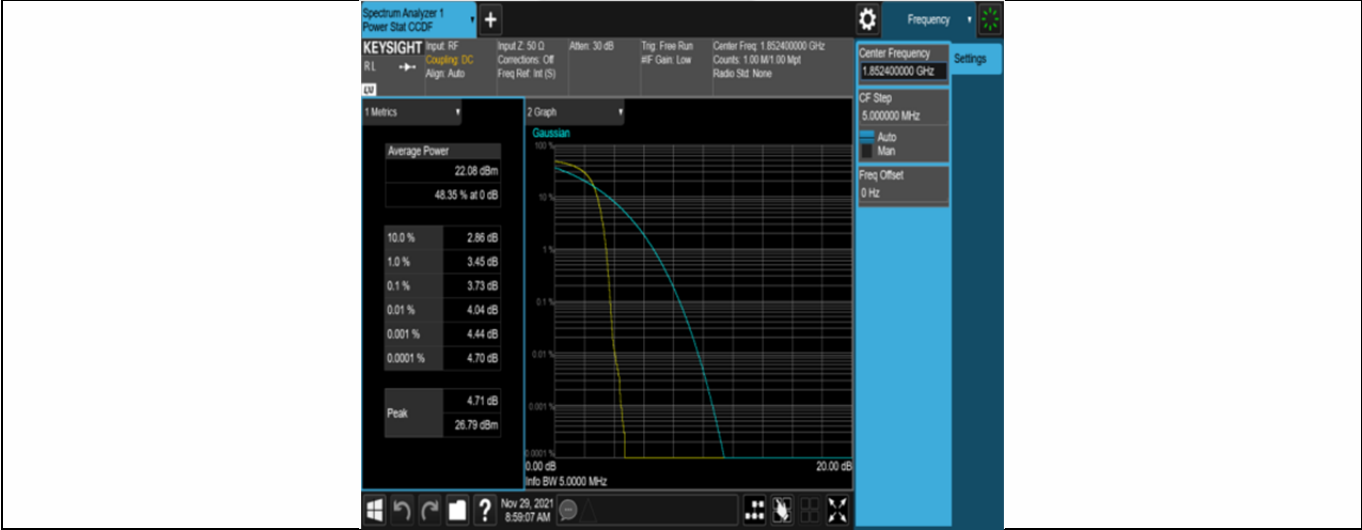 Spectrum Analyzer 1
Power Stat CCDF
Frequency
KEYSIGHT
RL
LXI
Input: RF
Coupling: DC
Align: Auto
Input Z: 50 Ω
Corrections: Off
Freq Ref: Int (S)
Atten: 30 dB
Trig: Free Run
#IF Gain: Low
Center Freq: 1.852400000 GHz
Counts: 1.00 M/1.00 Mpt
Radio Std: None
Center Frequency
1.852400000 GHz
Settings
CF Step
5.000000 MHz
Auto
Man
Freq Offset
0 Hz
1 Metrics
Average Power
22.08 dBm
48.35 % at 0 dB
10.0 % 2.86 dB
1.0 % 3.45 dB
0.1 % 3.73 dB
0.01 % 4.04 dB
0.001 % 4.44 dB
0.0001 % 4.70 dB
Peak
4.71 dB
26.79 dBm
2 Graph
Gaussian
100 %
10 %
1 %
0.1 %
0.01 %
0.001 %
0.0001 %
0.00 dB 20.00 dB
Info BW 5.0000 MHz
?
Nov 29, 2021
8:59:07 AM